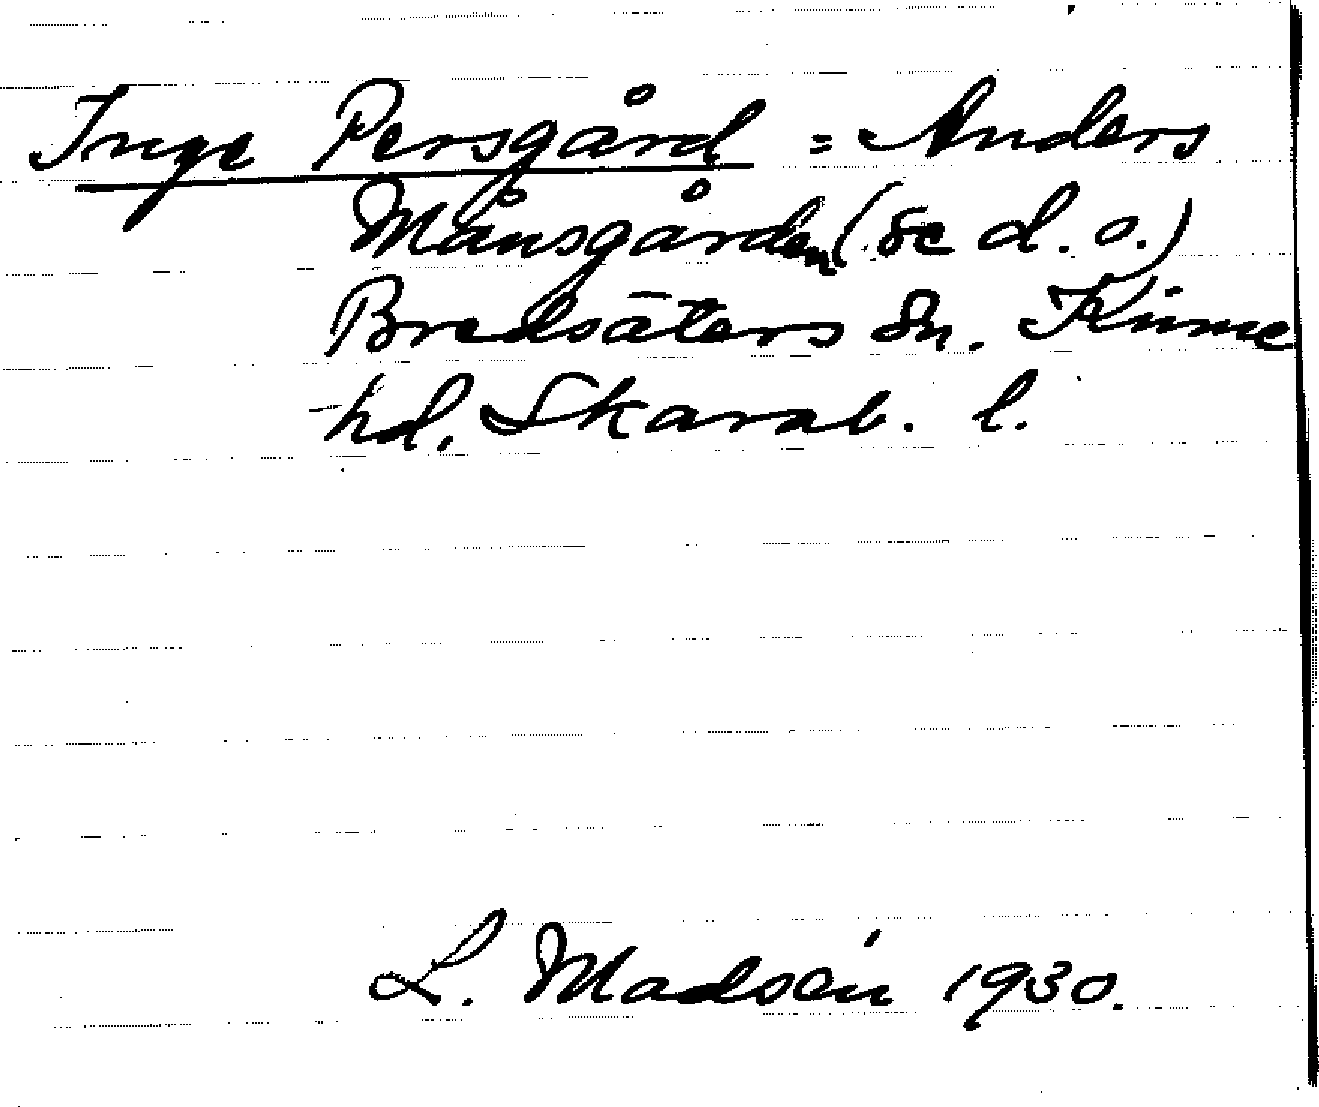 Inge Persgård = Anders
Månsgården (se d. o.)
Bredsäters sn. Kinne
hd. Skarab. l.
L. Madsén 1930.